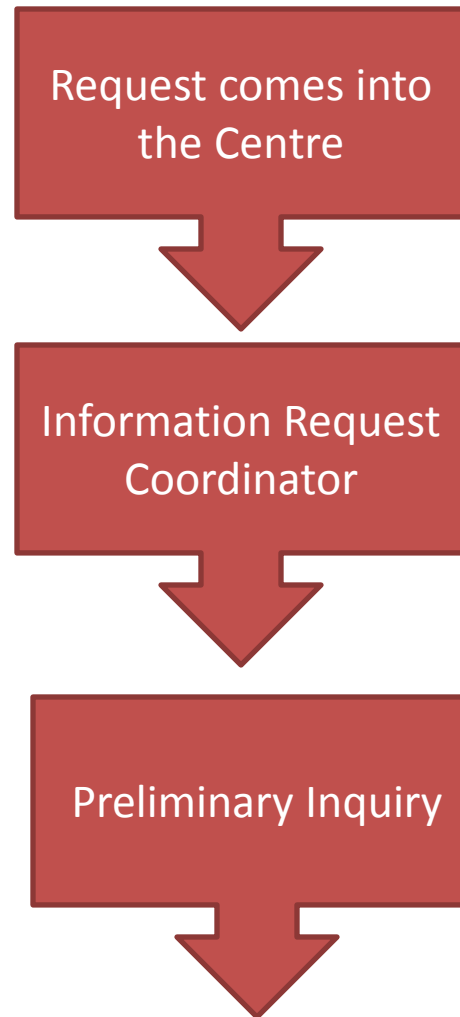 Request comes into
the Centre
Information Request
Coordinator
Preliminary Inquiry